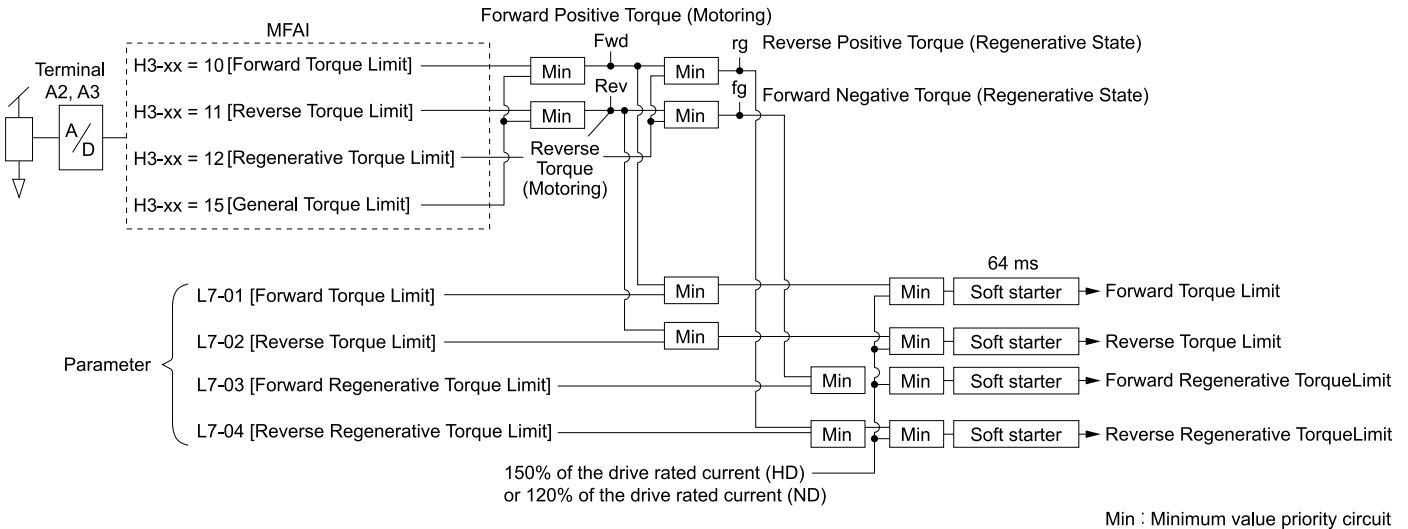 Forward Positive Torque (Motoring)
MFAI
Fwd
rg
Reverse Positive Torque (Regenerative State)
Terminal
A2, A3
H3-xx = 10 [Forward Torque Limit]
Min
Min
Rev
fg
Forward Negative Torque (Regenerative State)
A/D
H3-xx = 11 [Reverse Torque Limit]
Min
Min
H3-xx = 12 [Regenerative Torque Limit]
Reverse
Torque
(Motoring)
H3-xx = 15 [General Torque Limit]
64 ms
L7-01 [Forward Torque Limit]
Min
Min
Soft starter
Forward Torque Limit
L7-02 [Reverse Torque Limit]
Min
Min
Soft starter
Reverse Torque Limit
Parameter
L7-03 [Forward Regenerative Torque Limit]
Min
Min
Soft starter
Forward Regenerative TorqueLimit
L7-04 [Reverse Regenerative Torque Limit]
Min
Min
Soft starter
Reverse Regenerative TorqueLimit
150% of the drive rated current (HD)
or 120% of the drive rated current (ND)
Min : Minimum value priority circuit